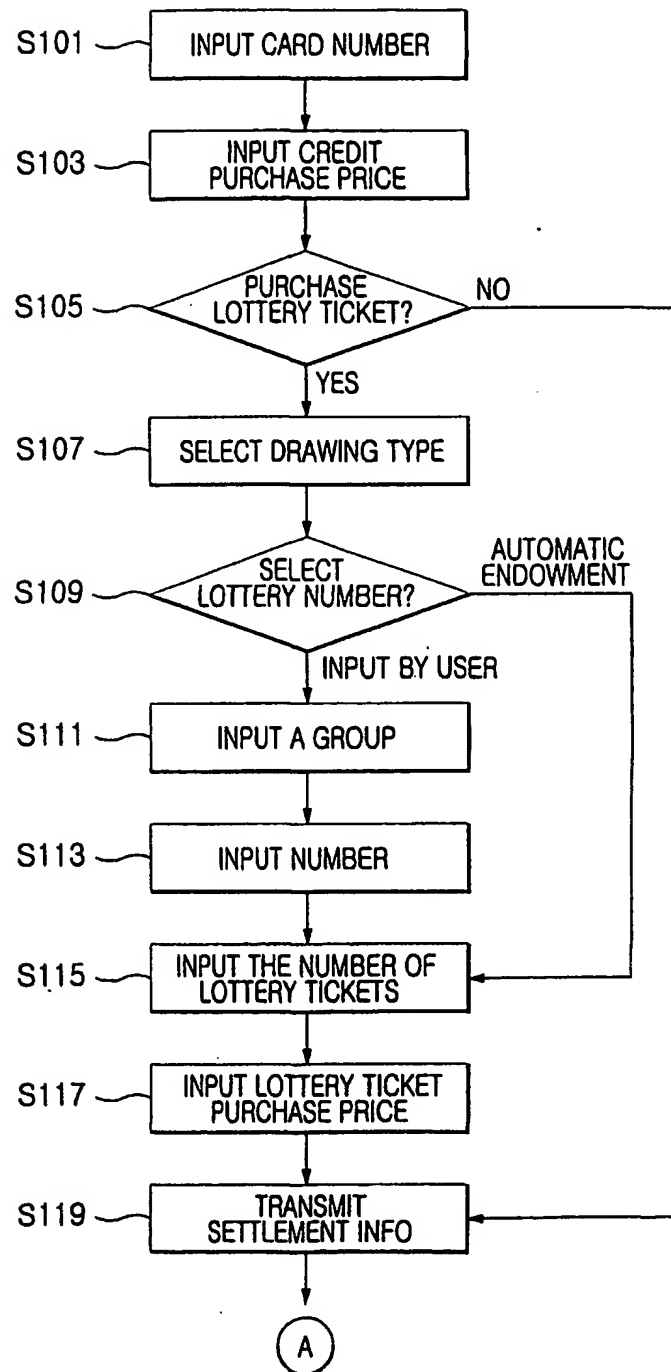 S101
INPUT CARD NUMBER
S103
INPUT CREDIT
PURCHASE PRICE
S105
PURCHASE
LOTTERY TICKET?
NO
YES
S107
SELECT DRAWING TYPE
S109
SELECT
LOTTERY NUMBER?
AUTOMATIC
ENDOWMENT
INPUT BY USER
S111
INPUT A GROUP
S113
INPUT NUMBER
S115
INPUT THE NUMBER OF
LOTTERY TICKETS
S117
INPUT LOTTERY TICKET
PURCHASE PRICE
S119
TRANSMIT
SETTLEMENT INFO
A